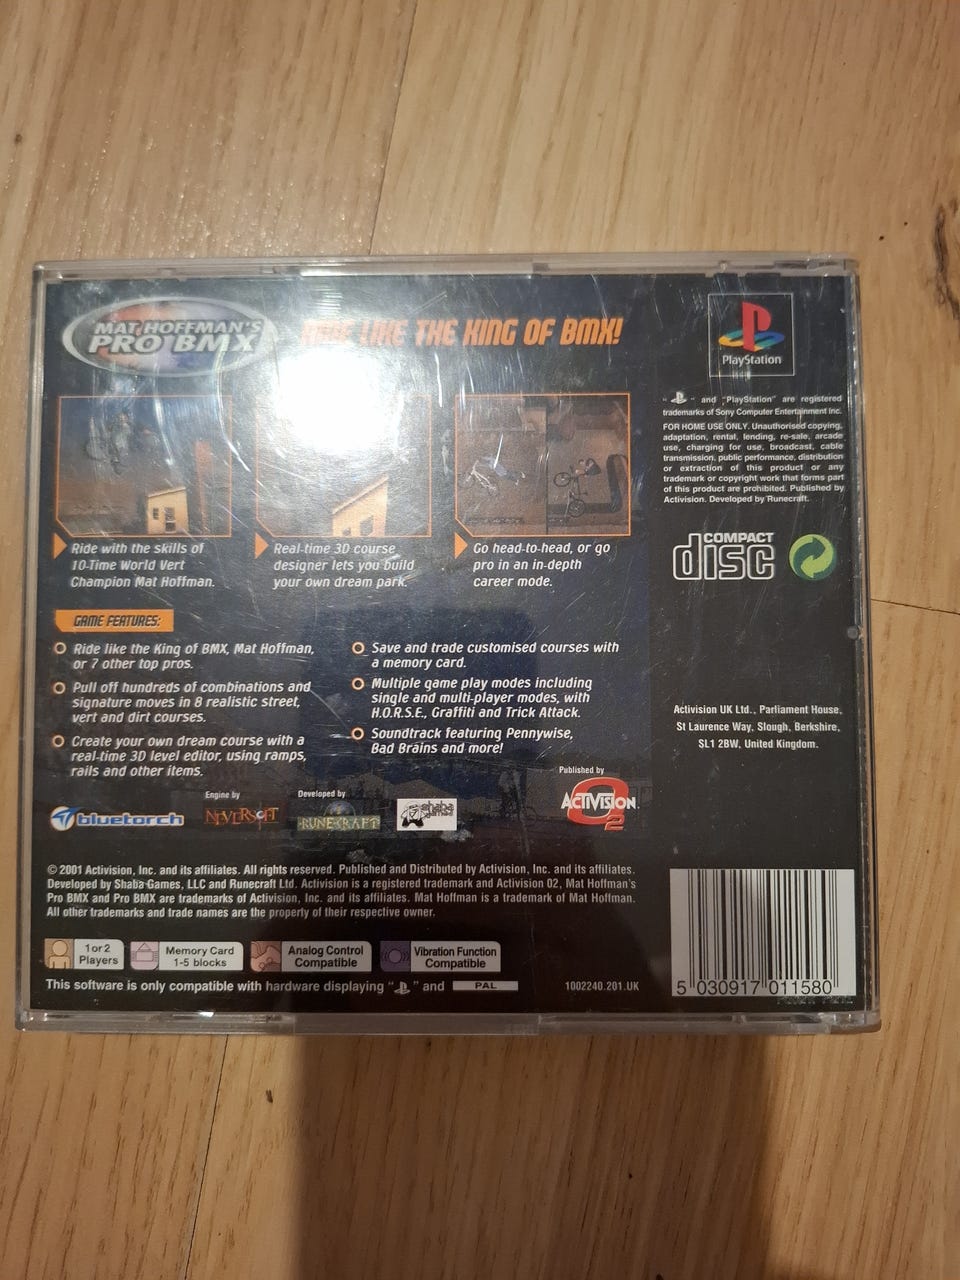 MAT HOFFMAN'S
PRO BMX
RIDE LIKE THE KING OF BMX!
PlayStation
Ride with the skills of
10-Time World Vert
Champion Mat Hoffman.
Real-time 3D course
designer lets you build
your own dream park.
Go head-to-head, or go
pro in an in-depth
career mode.
GAME FEATURES:
Ride like the King of BMX, Mat Hoffman,
or 7 other top pros.
Pull off hundreds of combinations and
signature moves in 8 realistic street,
vert and dirt courses.
Create your own dream course with a
real-time 3D level editor, using ramps,
rails and other items.
Save and trade customised courses with
a memory card.
Multiple game play modes including
single and multi-player modes, with
H.O.R.S.E., Graffiti and Trick Attack.
Soundtrack featuring Pennywise,
Bad Brains and more!
bluetorch
Engine by
NEVERSOFT
Developed by
RUNECRAFT
shaba
games
Published by
ACTIVISION
O2
© 2001 Activision, Inc. and its affiliates. All rights reserved. Published and Distributed by Activision, Inc. and its affiliates.
Developed by Shaba Games, LLC and Runecraft Ltd. Activision is a registered trademark and Activision O2, Mat Hoffman's
Pro BMX and Pro BMX are trademarks of Activision, Inc. and its affiliates. Mat Hoffman is a trademark of Mat Hoffman.
All other trademarks and trade names are the property of their respective owner.
1 or 2
Players
Memory Card
1-5 blocks
Analog Control
Compatible
Vibration Function
Compatible
This software is only compatible with hardware displaying " " and PAL
1002240.201.UK
" " and "PlayStation" are registered
trademarks of Sony Computer Entertainment Inc.
FOR HOME USE ONLY. Unauthorised copying,
adaptation, rental, lending, re-sale, arcade
use, charging for use, broadcast, cable
transmission, public performance, distribution
or extraction of this product or any
trademark or copyright work that forms part
of this product are prohibited. Published by
Activision. Developed by Runecraft.
COMPACT
disc
Activision UK Ltd., Parliament House,
St Laurence Way, Slough, Berkshire,
SL1 2BW, United Kingdom.
5 030917 011580